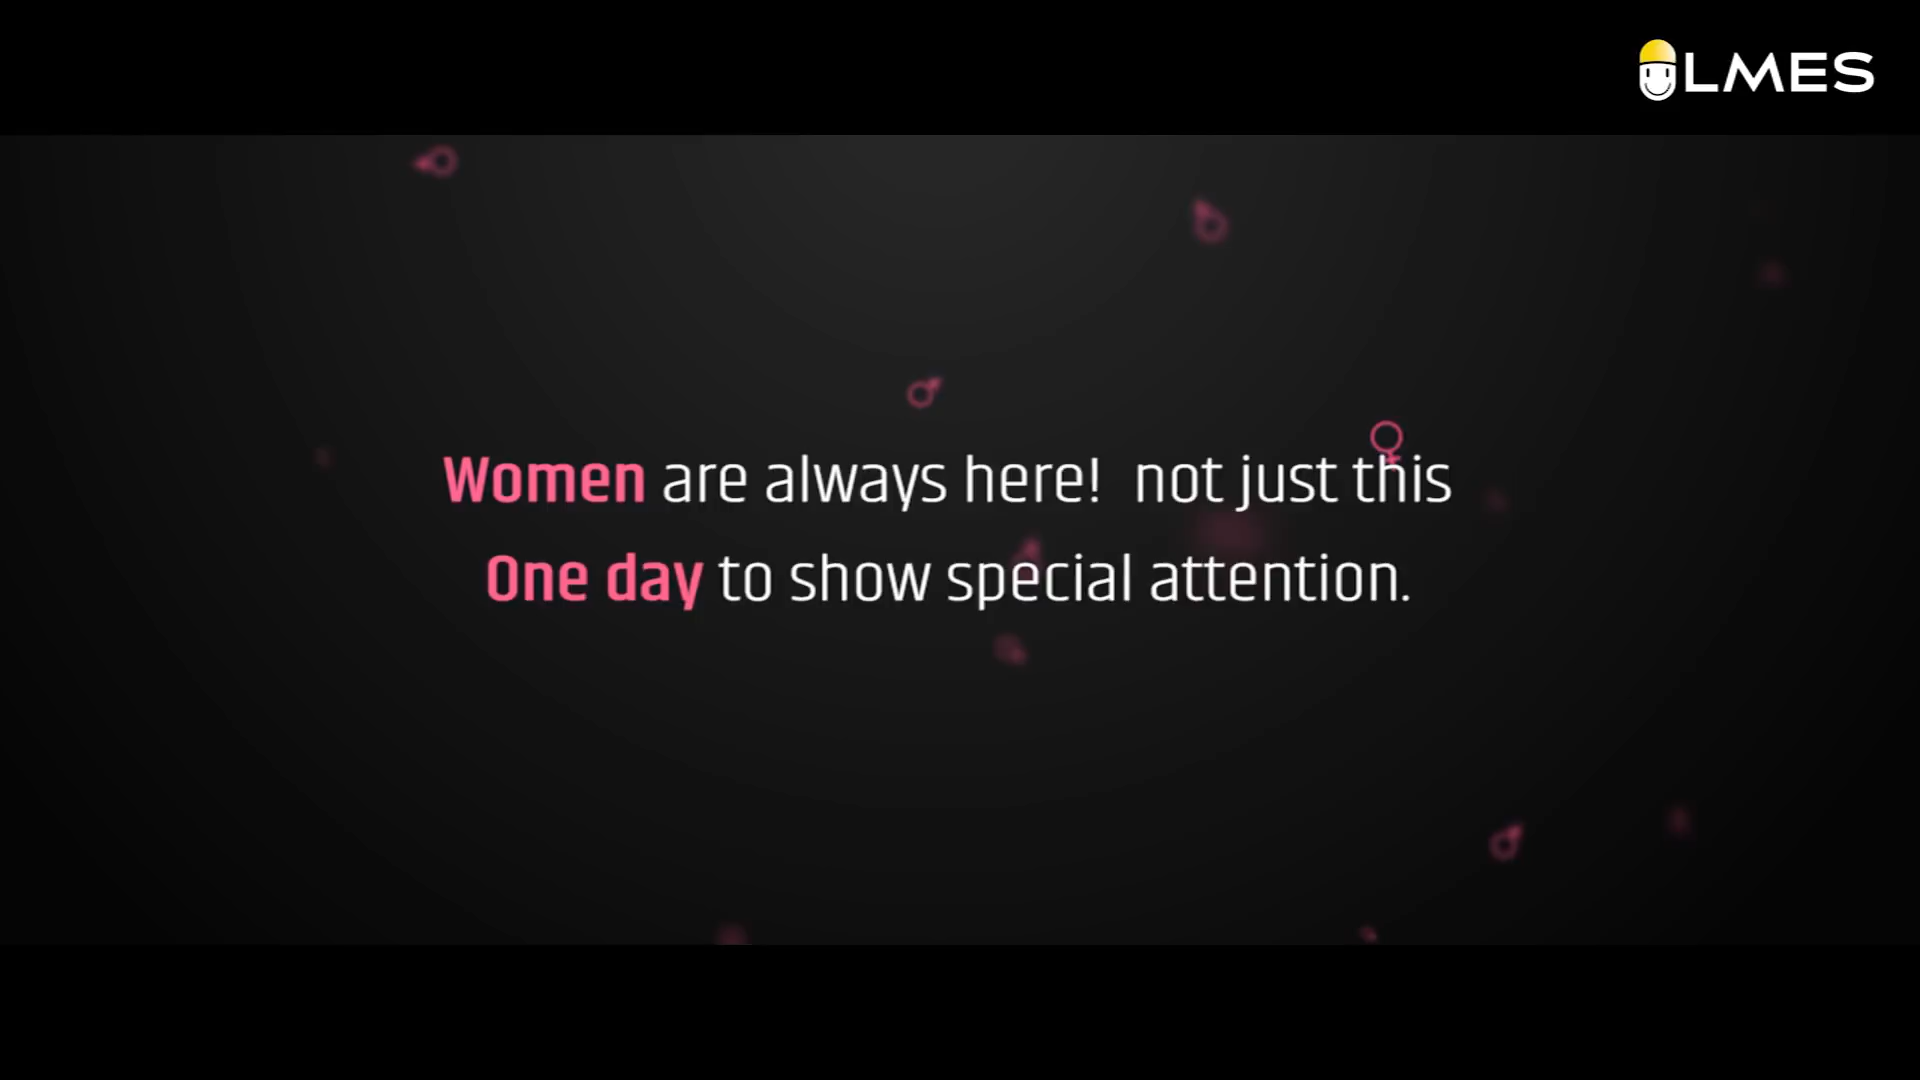 LMES
Women are always here!  not just this
One day to show special attention.